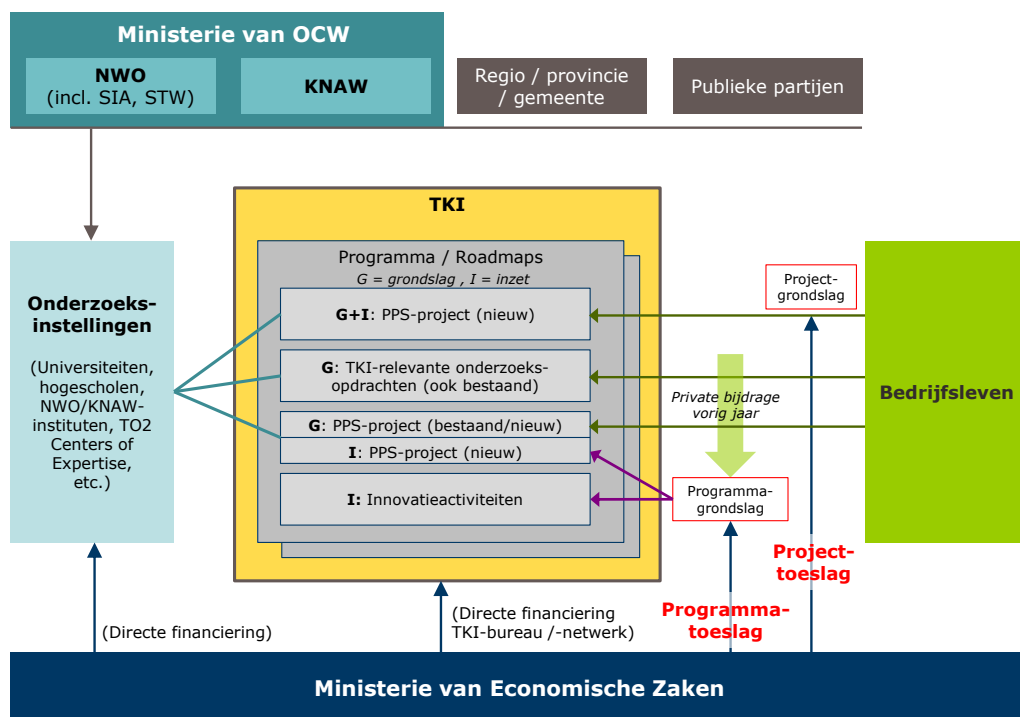 Ministerie van OCW
NWO
(incl. SIA, STW)
KNAW
Regio / provincie
/ gemeente
Publieke partijen
TKI
Programma / Roadmaps
G = grondslag , I = inzet
G+I: PPS-project (nieuw)
G: TKI-relevante onderzoeks-
opdrachten (ook bestaand)
G: PPS-project (bestaand/nieuw)
I: PPS-project (nieuw)
I: Innovatieactiviteiten
Onderzoeks-
instellingen
(Universiteiten,
hogescholen,
NWO/KNAW-
instituten, TO2
Centers of
Expertise,
etc.)
Project-
grondslag
Private bijdrage
vorig jaar
Programma-
grondslag
Bedrijfsleven
Project-
toeslag
Programma-
toeslag
(Directe financiering)
(Directe financiering
TKI-bureau /-netwerk)
Ministerie van Economische Zaken